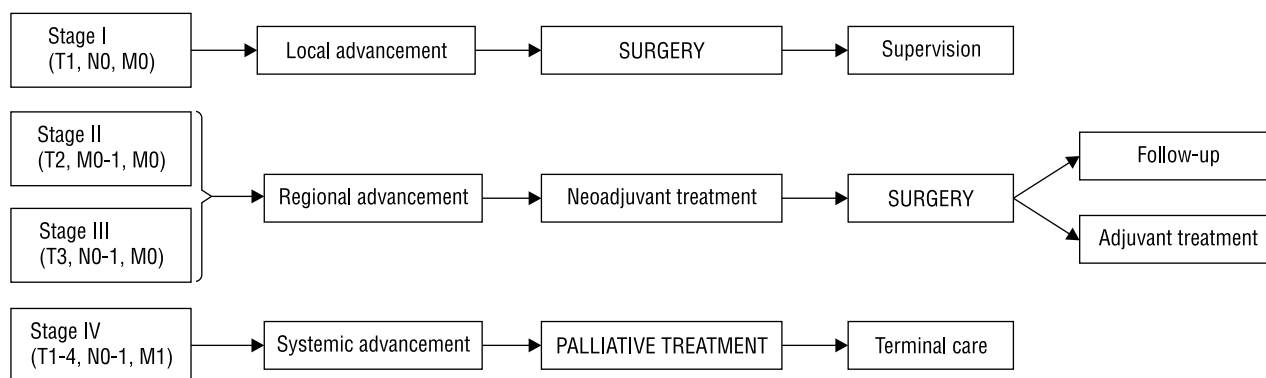 Stage I
(T1, N0, M0)
Local advancement
SURGERY
Supervision
Stage II
(T2, M0-1, M0)
Stage III
(T3, N0-1, M0)
Regional advancement
Neoadjuvant treatment
SURGERY
Follow-up
Adjuvant treatment
Stage IV
(T1-4, N0-1, M1)
Systemic advancement
PALLIATIVE TREATMENT
Terminal care